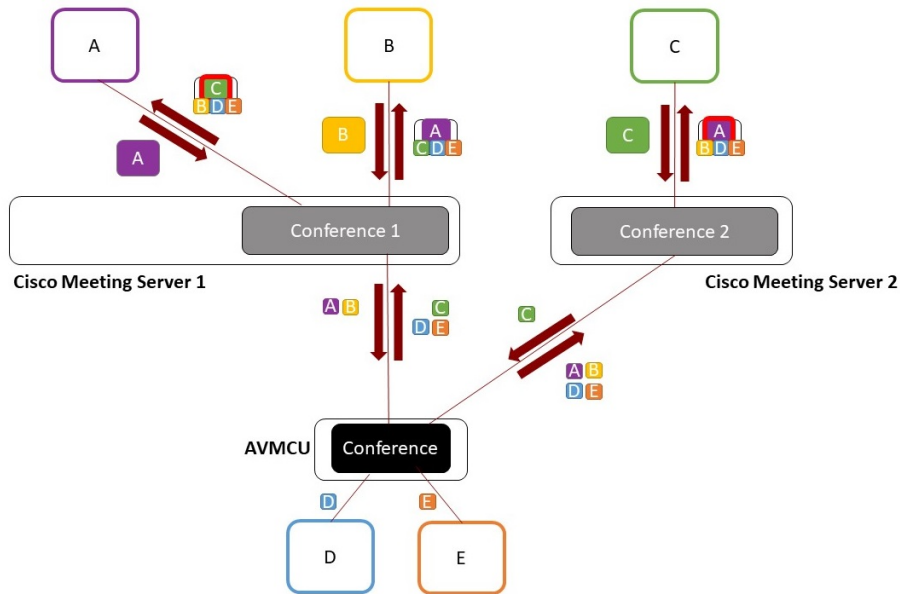 A
B
C
C
B D E
A
B
A
C D E
C
A
B D E
Conference 1
Conference 2
Cisco Meeting Server 1
Cisco Meeting Server 2
A B
C
D E
C
A B
D E
AVMCU
Conference
D
E
D
E